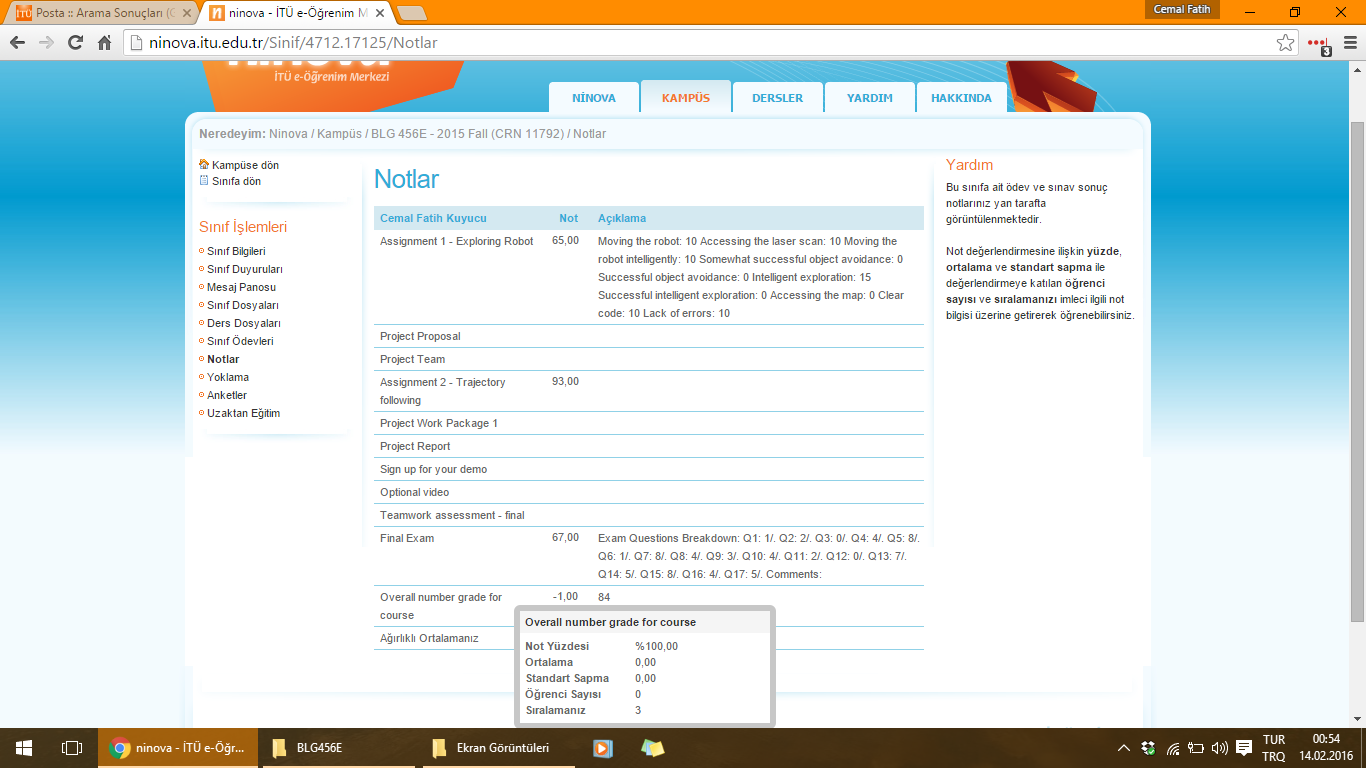 Posta :: Arama Sonuçları (
ninova - İTÜ e-Öğrenim M
Cemal Fatih
ninova.itu.edu.tr/Sinif/4712.17125/Notlar
3
İTÜ e-Öğrenim Merkezi
NİNOVA
KAMPÜS
DERSLER
YARDIM
HAKKINDA
Neredeyim: Ninova / Kampüs / BLG 456E - 2015 Fall (CRN 11792) / Notlar
Kampüse dön
Sınıfa dön
Sınıf İşlemleri
Sınıf Bilgileri
Sınıf Duyuruları
Mesaj Panosu
Sınıf Dosyaları
Ders Dosyaları
Sınıf Ödevleri
Notlar
Yoklama
Anketler
Uzaktan Eğitim
Notlar
Cemal Fatih Kuyucu Not Açıklama
Assignment 1 - Exploring Robot 65,00 Moving the robot: 10 Accessing the laser scan: 10 Moving the
robot intelligently: 10 Somewhat successful object avoidance: 0
Successful object avoidance: 0 Intelligent exploration: 15
Successful intelligent exploration: 0 Accessing the map: 0 Clear
code: 10 Lack of errors: 10
Project Proposal
Project Team
Assignment 2 - Trajectory 93,00
following
Project Work Package 1
Project Report
Sign up for your demo
Optional video
Teamwork assessment - final
Final Exam 67,00 Exam Questions Breakdown: Q1: 1/. Q2: 2/. Q3: 0/. Q4: 4/. Q5: 8/.
Q6: 1/. Q7: 8/. Q8: 4/. Q9: 3/. Q10: 4/. Q11: 2/. Q12: 0/. Q13: 7/.
Q14: 5/. Q15: 8/. Q16: 4/. Q17: 5/. Comments:
Overall number grade for -1,00 84
course
Ağırlıklı Ortalamanız
Overall number grade for course
Not Yüzdesi %100,00
Ortalama 0,00
Standart Sapma 0,00
Öğrenci Sayısı 0
Sıralamanız 3
Yardım
Bu sınıfa ait ödev ve sınav sonuç
notlarınız yan tarafta
görüntülenmektedir.
Not değerlendirmesine ilişkin yüzde,
ortalama ve standart sapma ile
değerlendirmeye katılan öğrenci
sayısı ve sıralamanızı imleci ilgili not
bilgisi üzerine getirerek öğrenebilirsiniz.
ninova - İTÜ e-Öğr...
BLG456E
Ekran Görüntüleri
TUR
TRQ
00:54
14.02.2016